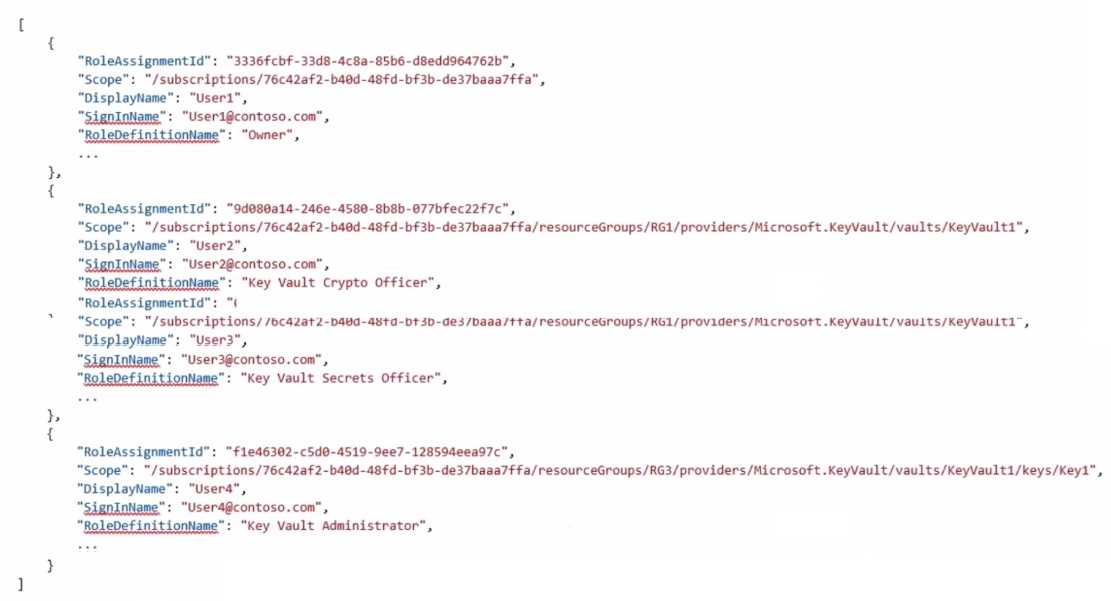 [
{
"RoleAssignmentId": "3336fcbf-33d8-4c8a-85b6-d8edd964762b",
"Scope": "/subscriptions/76c42af2-b40d-48fd-bf3b-de37baaa7ffa",
"DisplayName": "User1",
"SignInName": "User1@contoso.com",
"RoleDefinitionName": "Owner",
...
},
{
"RoleAssignmentId": "9d080a14-246e-4580-8b8b-077bfec22f7c",
"Scope": "/subscriptions/76c42af2-b40d-48fd-bf3b-de37baaa7ffa/resourceGroups/RG1/providers/Microsoft.KeyVault/vaults/KeyVault1",
"DisplayName": "User2",
"SignInName": "User2@contoso.com",
"RoleDefinitionName": "Key Vault Crypto Officer",
"RoleAssignmentId": "
"Scope": "/subscriptions/76c42af2-b40d-48fd-bf3b-de37baaa7ffa/resourceGroups/RG1/providers/Microsoft.KeyVault/vaults/KeyVault1",
"DisplayName": "User3",
"SignInName": "User3@contoso.com",
"RoleDefinitionName": "Key Vault Secrets Officer",
...
},
{
"RoleAssignmentId": "f1e46302-c5d0-4519-9ee7-128594eea97c",
"Scope": "/subscriptions/76c42af2-b40d-48fd-bf3b-de37baaa7ffa/resourceGroups/RG3/providers/Microsoft.KeyVault/vaults/KeyVault1/keys/Key1",
"DisplayName": "User4",
"SignInName": "User4@contoso.com",
"RoleDefinitionName": "Key Vault Administrator",
...
}
]